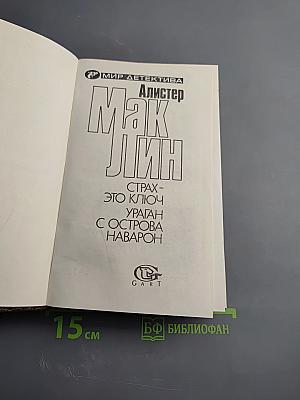 МИР ДЕТЕКТИВА
Алистер
Мак
Лин
СТРАХ-
ЭТО КЛЮЧ
УРАГАН
С ОСТРОВА
НАВАРОН
GART
15 см
БФ БИБЛИОФАН